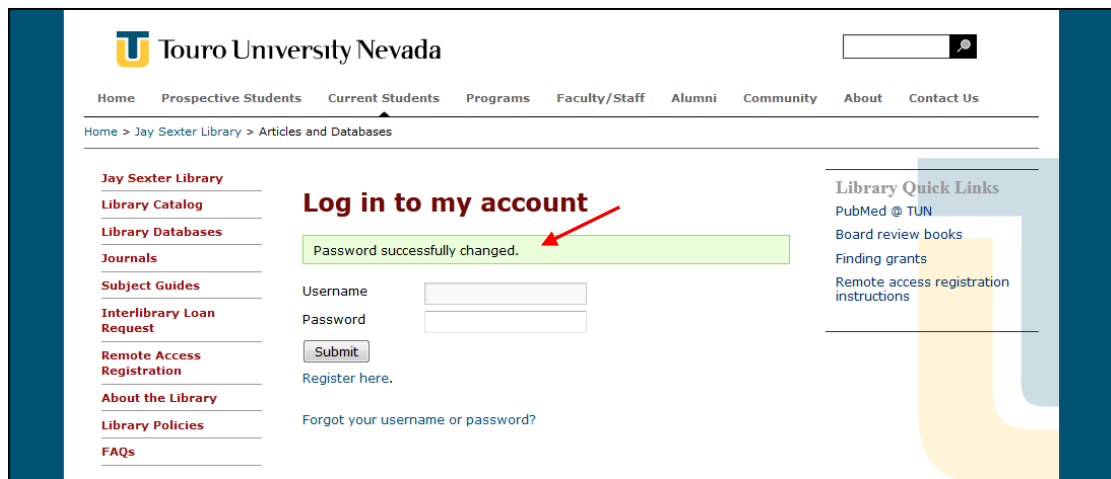 Touro University Nevada
Home Prospective Students Current Students Programs Faculty/Staff Alumni Community About Contact Us
Home > Jay Sexter Library > Articles and Databases
Jay Sexter Library
Library Catalog
Library Databases
Journals
Subject Guides
Interlibrary Loan
Request
Remote Access
Registration
About the Library
Library Policies
FAQs
Log in to my account
Password successfully changed.
Username
Password
Submit
Register here.
Forgot your username or password?
Library Quick Links
PubMed @ TUN
Board review books
Finding grants
Remote access registration
instructions